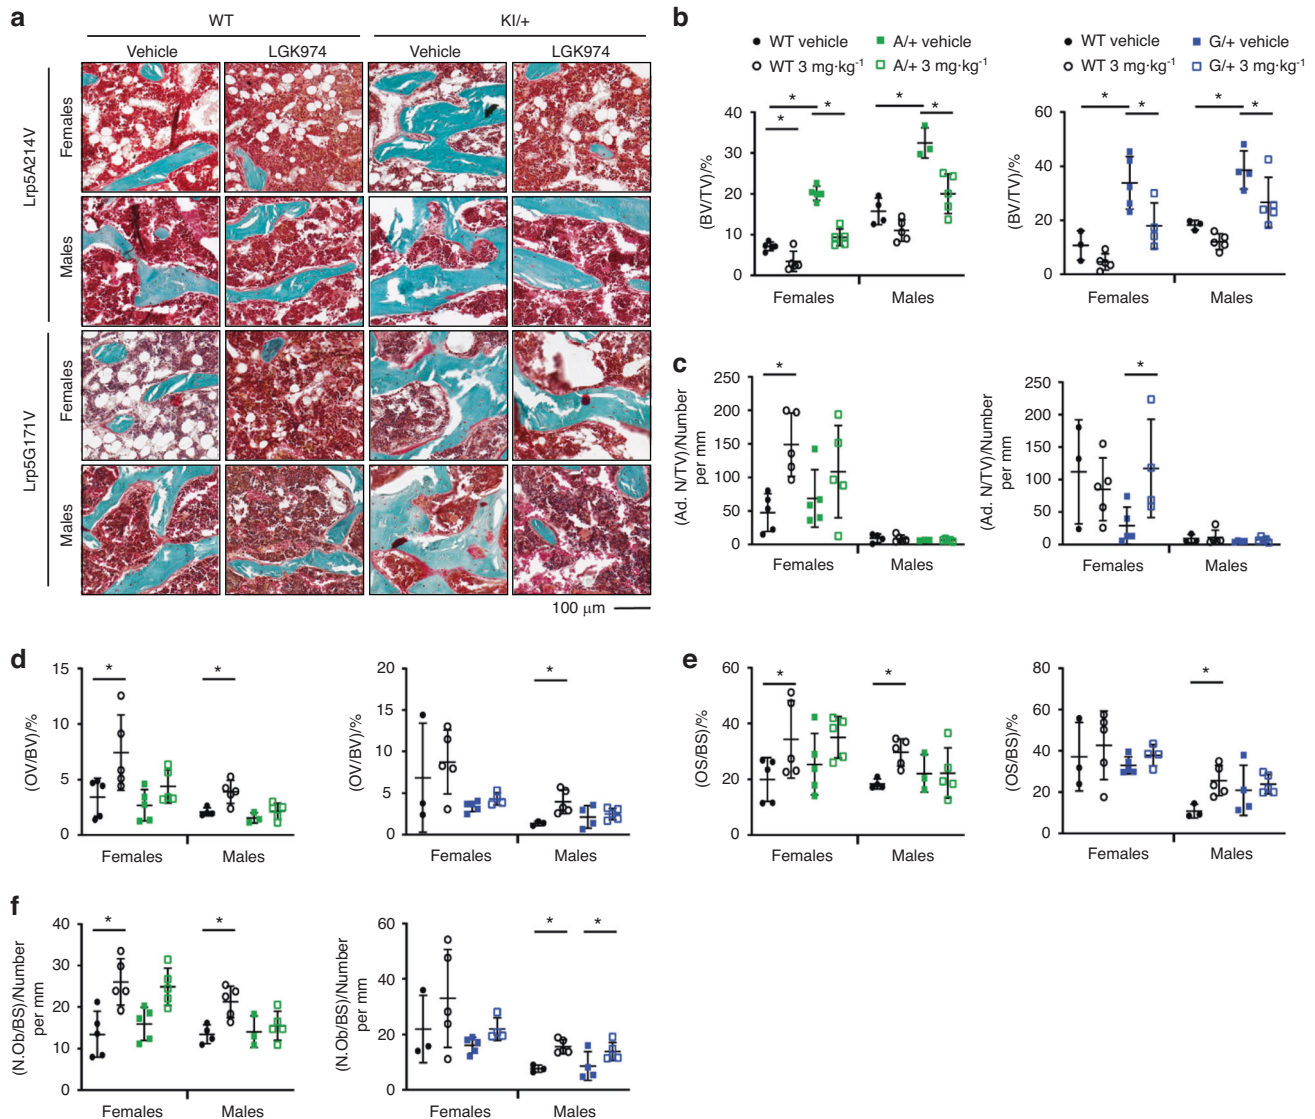 a
WT
KI/+
Vehicle
LGK974
Vehicle
LGK974
Lrp5A214V
Females
Males
Lrp5G171V
Females
Males
100 μm
b
WT vehicle
A/+ vehicle
WT 3 mg·kg-1
A/+ 3 mg·kg-1
(BV/TV)/%
40
30
20
10
0
*
*
*
*
*
*
Females
Males
WT vehicle
G/+ vehicle
WT 3 mg·kg-1
G/+ 3 mg·kg-1
(BV/TV)/%
60
40
20
0
*
*
*
*
Females
Males
c
(Ad. N/TV)/Number
per mm
250
200
150
100
50
0
*
Females
Males
(Ad. N/TV)/Number
per mm
250
200
150
100
50
0
*
Females
Males
d
(OV/BV)/%
15
10
5
0
*
*
Females
Males
(OV/BV)/%
20
15
10
5
0
*
Females
Males
e
(OS/BS)/%
60
40
20
0
*
*
Females
Males
(OS/BS)/%
80
60
40
20
0
*
Females
Males
f
(N.Ob/BS)/Number
per mm
40
30
20
10
0
*
*
Females
Males
(N.Ob/BS)/Number
per mm
60
40
20
0
*
*
Females
Males